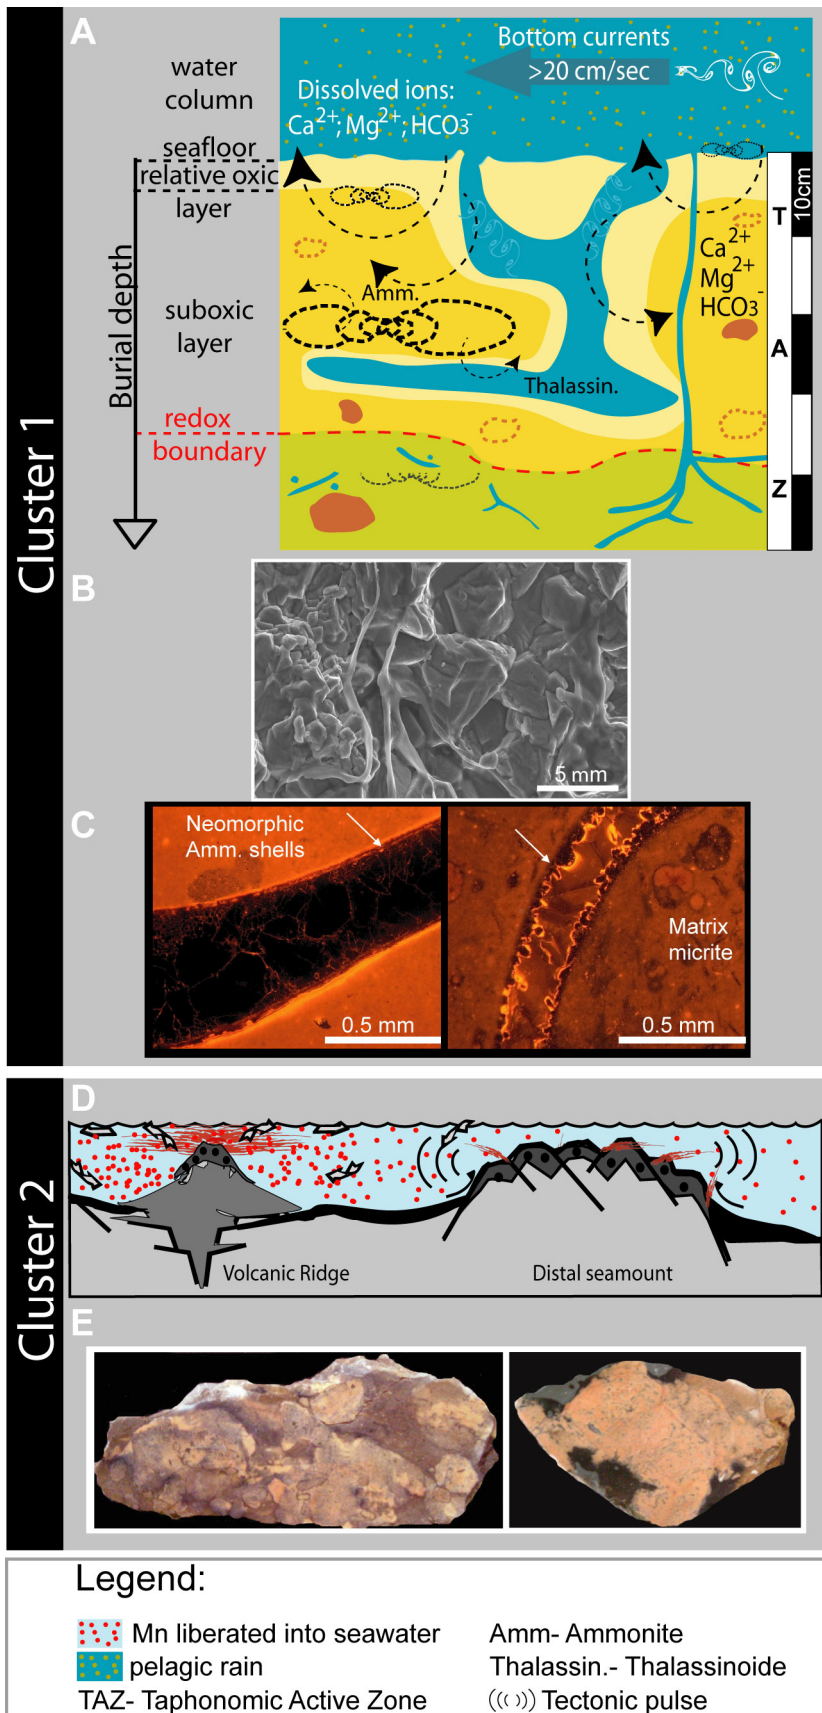 Cluster 1
A
water
column
seafloor
relative oxic
layer
suboxic
layer
Burial depth
redox
boundary
Bottom currents
>20 cm/sec
Dissolved ions:
Ca2+; Mg2+; HCO3-
Amm.
Thalassin.
Ca2+
Mg2+
HCO3-
T
A
Z
10cm
B
5 mm
C
Neomorphic
Amm. shells
0.5 mm
Matrix
micrite
0.5 mm
Cluster 2
D
Volcanic Ridge
Distal seamount
E
Legend:
Mn liberated into seawater
pelagic rain
TAZ- Taphonomic Active Zone
Amm- Ammonite
Thalassin.- Thalassinoide
((( ))) Tectonic pulse